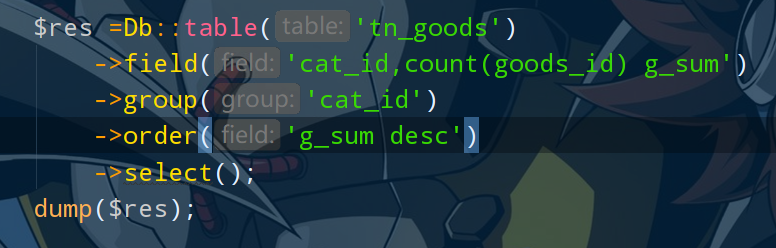 $res =Db::table( table: 'tn_goods')
->field( field: 'cat_id,count(goods_id) g_sum')
->group( group: 'cat_id')
->order( field: 'g_sum desc')
->select();
dump($res);